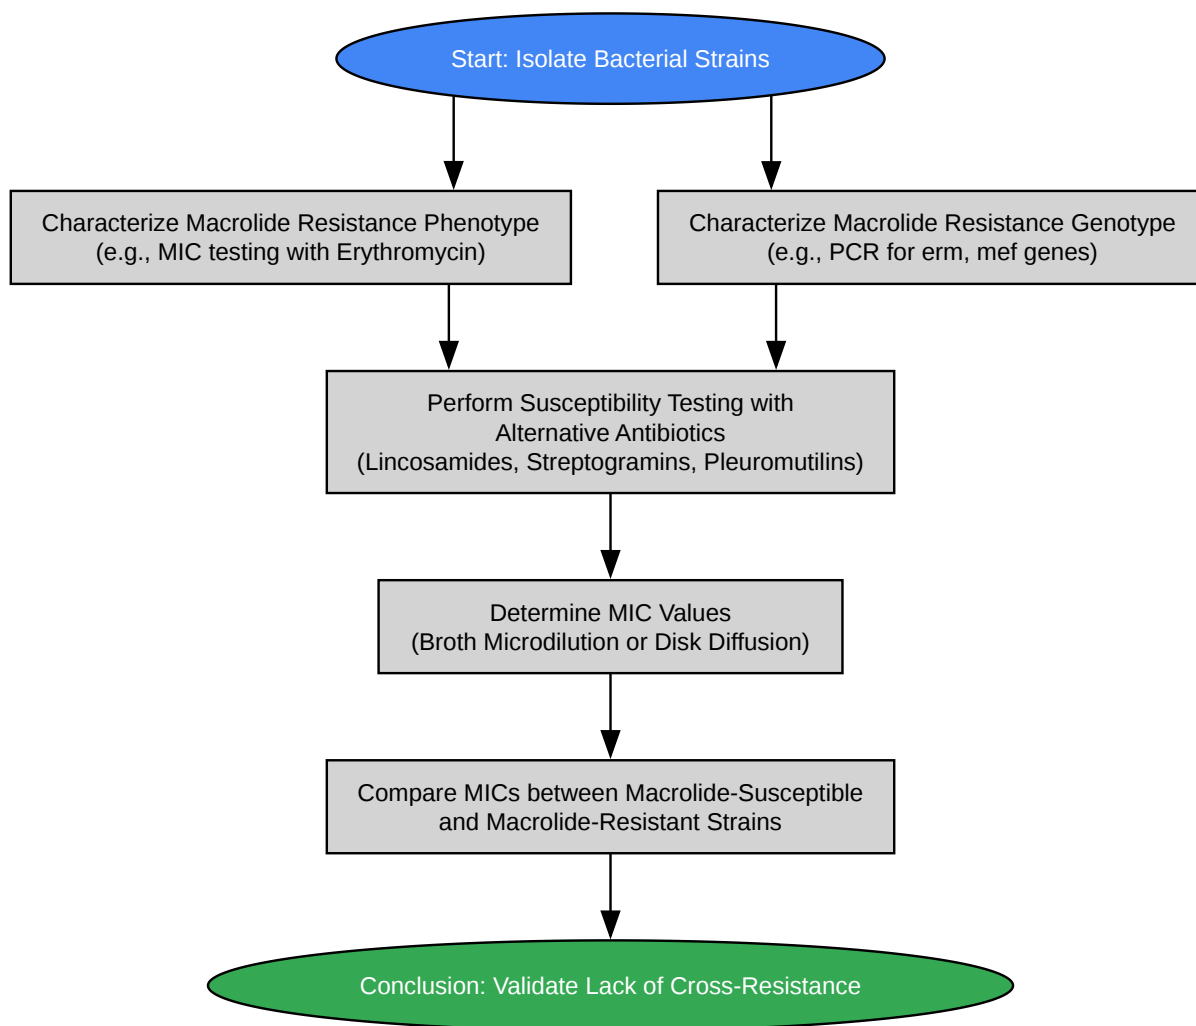 Start: Isolate Bacterial Strains
Characterize Macrolide Resistance Phenotype
(e.g., MIC testing with Erythromycin)
Characterize Macrolide Resistance Genotype
(e.g., PCR for erm, mef genes)
Perform Susceptibility Testing with
Alternative Antibiotics
(Lincosamides, Streptogramins, Pleuromutilins)
Determine MIC Values
(Broth Microdilution or Disk Diffusion)
Compare MICs between Macrolide-Susceptible
and Macrolide-Resistant Strains
Conclusion: Validate Lack of Cross-Resistance